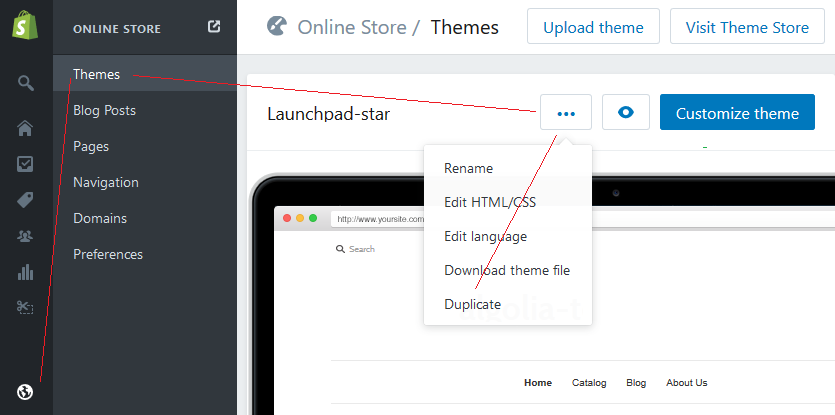 ONLINE STORE
Themes
Blog Posts
Pages
Navigation
Domains
Preferences
Online Store / Themes
Upload theme
Visit Theme Store
Launchpad-star
...
Customize theme
Rename
Edit HTML/CSS
Edit language
Download theme file
Duplicate
http://www.yoursite.com
Search
Home Catalog Blog About Us